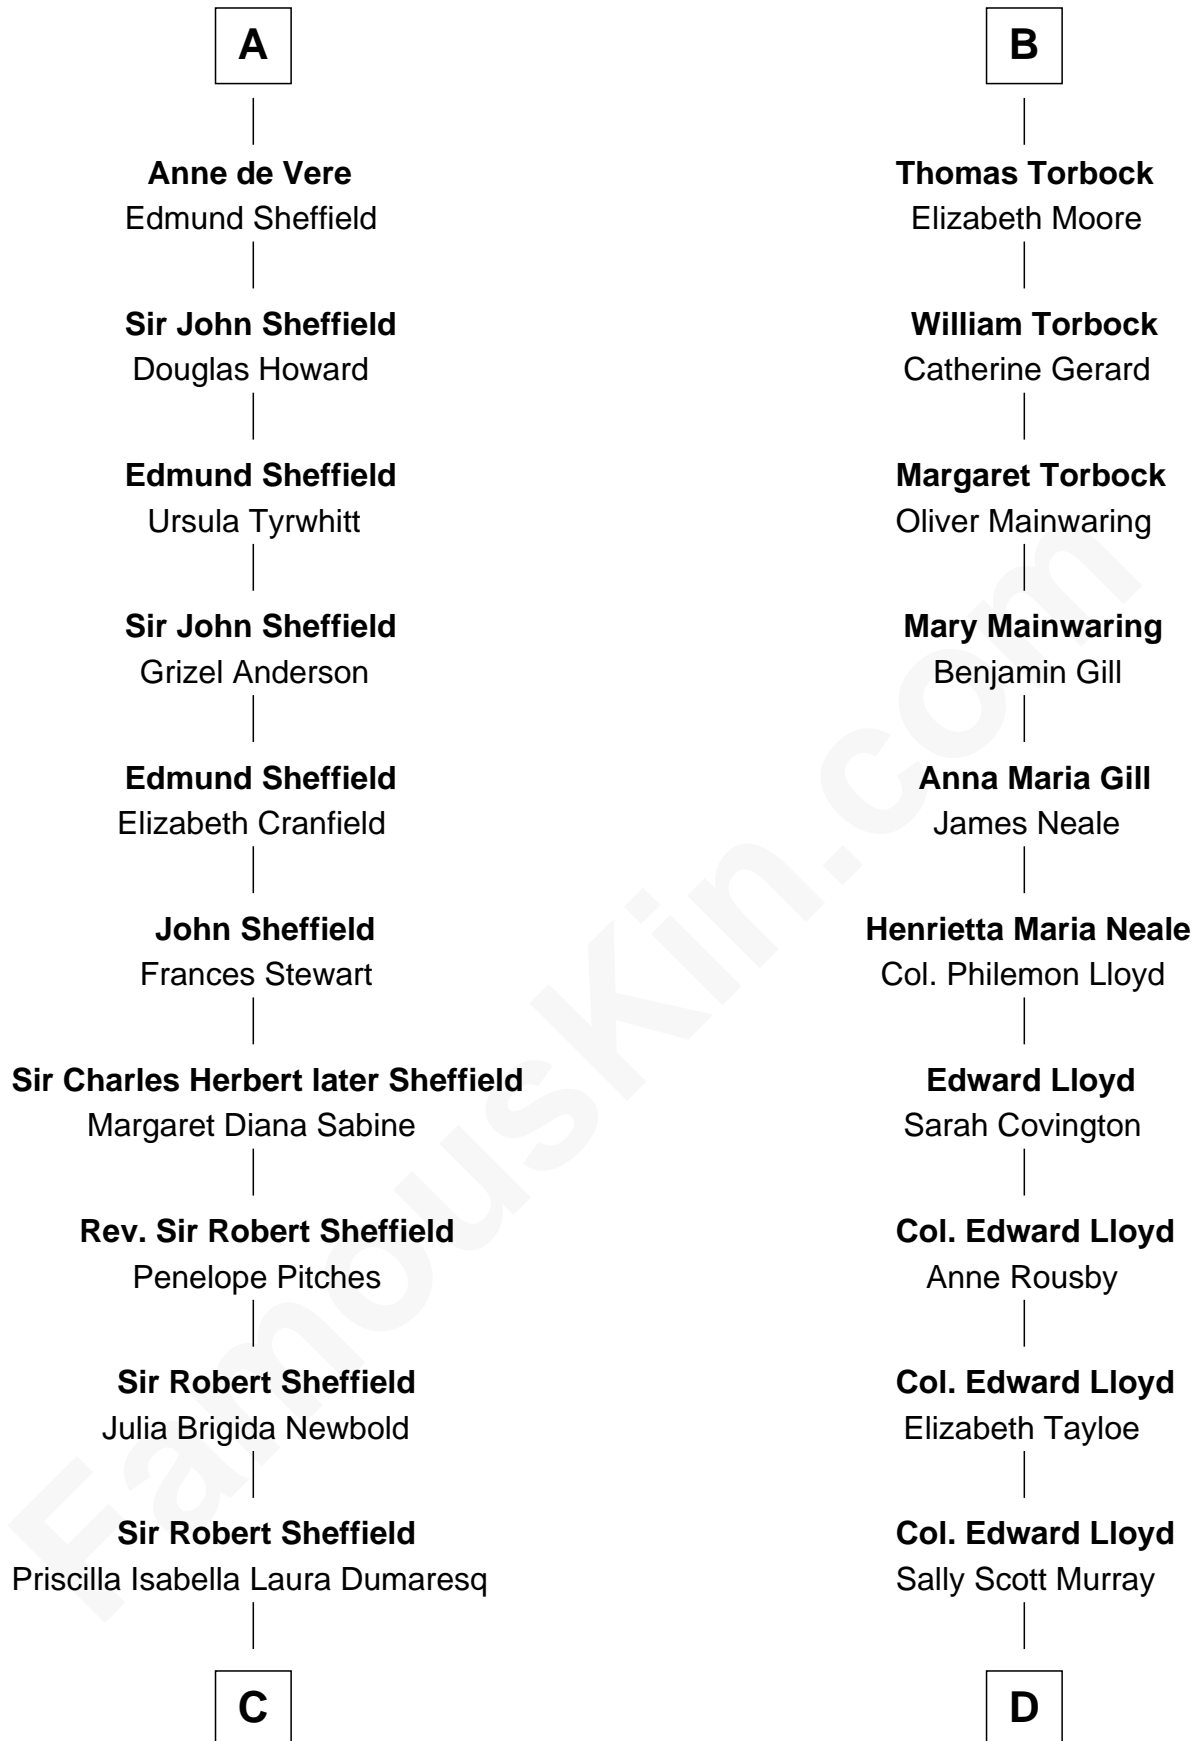 A
Anne de Vere
Edmund Sheffield
Sir John Sheffield
Douglas Howard
Edmund Sheffield
Ursula Tyrwhitt
Sir John Sheffield
Grizel Anderson
Edmund Sheffield
Elizabeth Cranfield
John Sheffield
Frances Stewart
Sir Charles Herbert later Sheffield
Margaret Diana Sabine
Rev. Sir Robert Sheffield
Penelope Pitches
Sir Robert Sheffield
Julia Brigida Newbold
Sir Robert Sheffield
Priscilla Isabella Laura Dumaresq
C
B
Thomas Torbock
Elizabeth Moore
William Torbock
Catherine Gerard
Margaret Torbock
Oliver Mainwaring
Mary Mainwaring
Benjamin Gill
Anna Maria Gill
James Neale
Henrietta Maria Neale
Col. Philemon Lloyd
Edward Lloyd
Sarah Covington
Col. Edward Lloyd
Anne Rousby
Col. Edward Lloyd
Elizabeth Tayloe
Col. Edward Lloyd
Sally Scott Murray
D
FamousKin.com